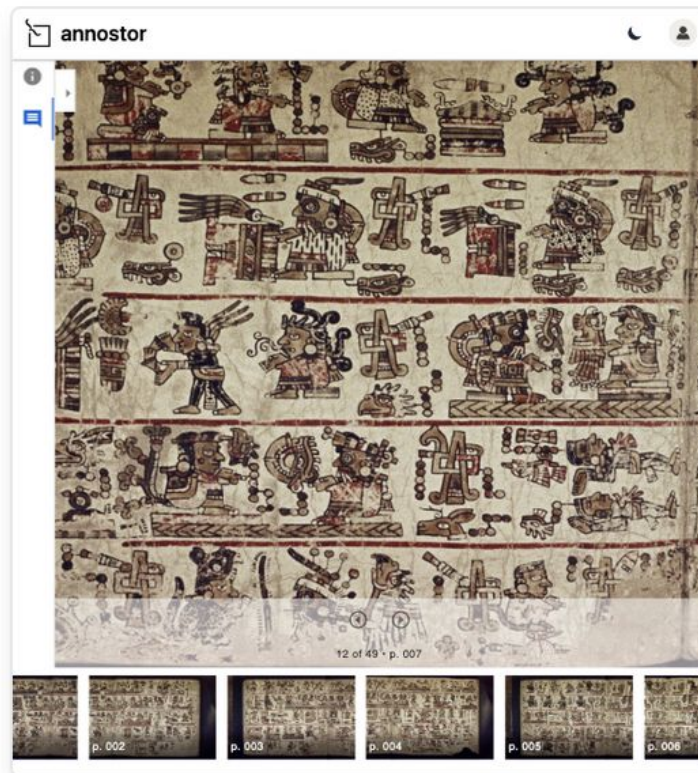 annostor
12 of 49 • p. 007
p. 002
p. 003
p. 004
p. 005
p. 006